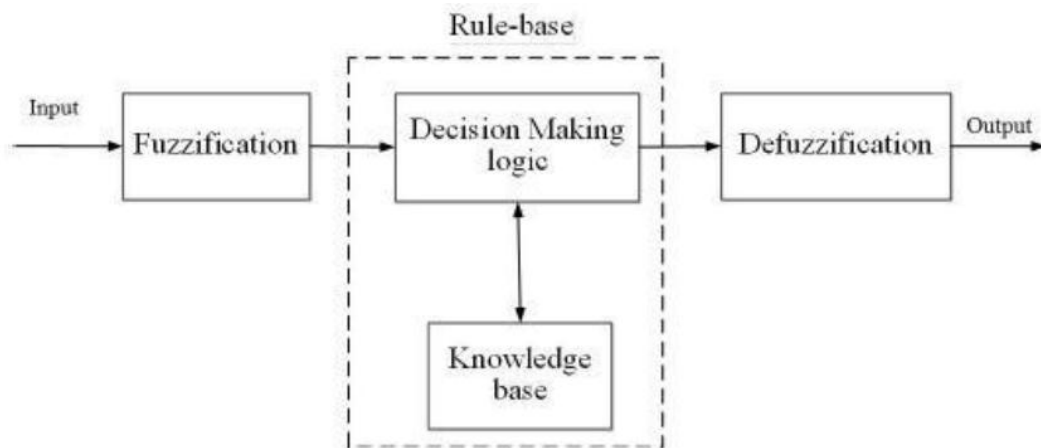 Rule-base
Input
Fuzzification
Decision Making
logic
Defuzzification
Output
Knowledge
base